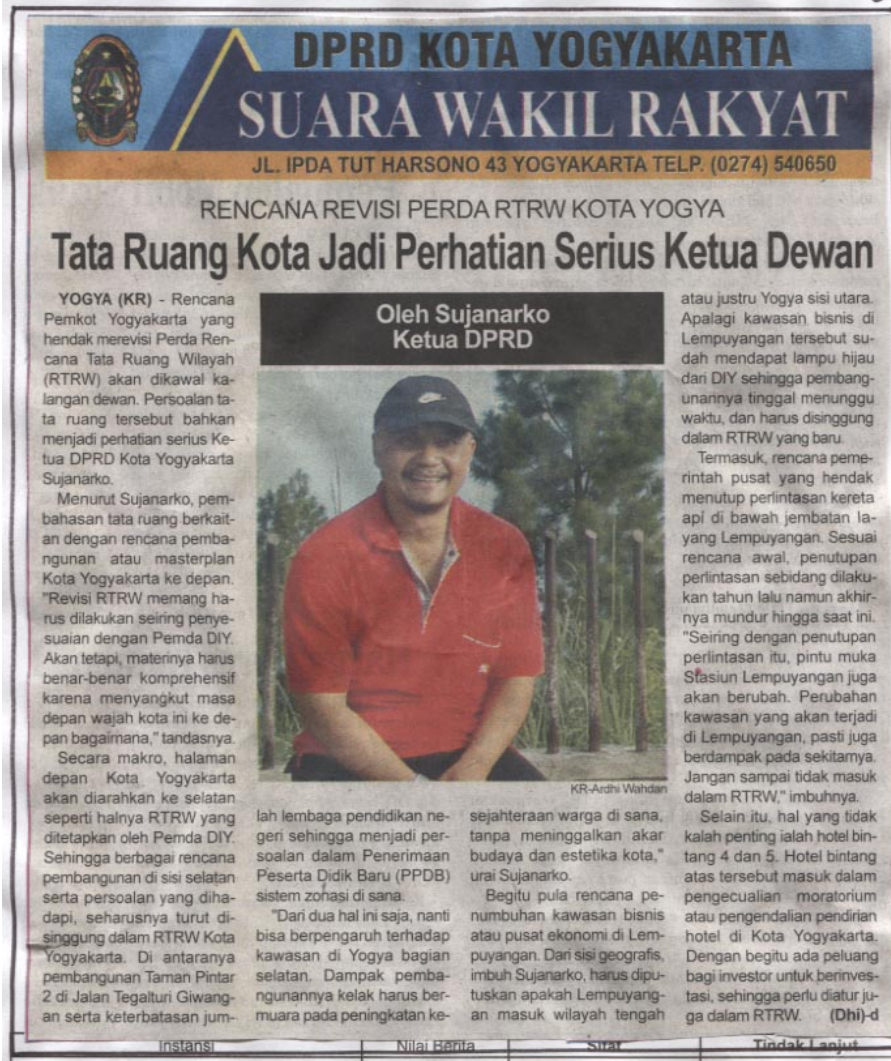 DPRD KOTA YOGYAKARTA
SUARA WAKIL RAKYAT
JL. IPDA TUT HARSONO 43 YOGYAKARTA TELP. (0274) 540650
RENCANA REVISI PERDA RTRW KOTA YOGYA
Tata Ruang Kota Jadi Perhatian Serius Ketua Dewan
YOGYA (KR) - Rencana
Pemkot Yogyakarta yang
hendak merevisi Perda Ren-
cana Tata Ruang Wilayah
(RTRW) akan dikawal ka-
langan dewan. Persoalan ta-
ta ruang tersebut bahkan
menjadi perhatian serius Ke-
tua DPRD Kota Yogyakarta
Sujanarko.
Menurut Sujanarko, pem-
bahasan tata ruang berkait-
an dengan rencana pemba-
ngunan atau masterplan
Kota Yogyakarta ke depan.
"Revisi RTRW memang ha-
rus dilakukan seiring penye-
suaian dengan Pemda DIY.
Akan tetapi, materinya harus
benar-benar komprehensif
karena menyangkut masa
depan wajah kota ini ke de-
pan bagaimana," tandasnya.
Secara makro, halaman
depan Kota Yogyakarta
akan diarahkan ke selatan
seperti halnya RTRW yang
ditetapkan oleh Pemda DIY.
Sehingga berbagai rencana
pembangunan di sisi selatan
serta persoalan yang diha-
dapi, seharusnya turut di-
singgung dalam RTRW Kota
Yogyakarta. Di antaranya
pembangunan Taman Pintar
2 di Jalan Tegalturi Giwang-
an serta keterbatasan jum-
Oleh Sujanarko
Ketua DPRD
KR-Ardhi Wahdan
lah lembaga pendidikan ne-
geri sehingga menjadi per-
soalan dalam Penerimaan
Peserta Didik Baru (PPDB)
sistem zonasi di sana.
"Dari dua hal ini saja, nanti
bisa berpengaruh terhadap
kawasan di Yogya bagian
selatan. Dampak pemba-
ngunannya kelak harus ber-
muara pada peningkatan ke-
sejahteraan warga di sana,
tanpa meninggalkan akar
budaya dan estetika kota,"
urai Sujanarko.
Begitu pula rencana pe-
numbuhan kawasan bisnis
atau pusat ekonomi di Lem-
puyangan. Dari sisi geografis,
imbuh Sujanarko, harus dipu-
tuskan apakah Lempuyang-
an masuk wilayah tengah
atau justru Yogya sisi utara.
Apalagi kawasan bisnis di
Lempuyangan tersebut su-
dah mendapat lampu hijau
dari DIY sehingga pembang-
unannya tinggal menunggu
waktu, dan harus disinggung
dalam RTRW yang baru.
Termasuk, rencana peme-
rintah pusat yang hendak
menutup perlintasan kereta
api di bawah jembatan la-
yang Lempuyangan. Sesuai
rencana awal, penutupan
perlintasan sebidang dilaku-
kan tahun lalu namun akhir-
nya mundur hingga saat ini.
"Seiring dengan penutupan
perlintasan itu, pintu muka
Stasiun Lempuyangan juga
akan berubah. Perubahan
kawasan yang akan terjadi
di Lempuyangan, pasti juga
berdampak pada sekitarnya.
Jangan sampai tidak masuk
dalam RTRW," imbuhnya.
Selain itu, hal yang tidak
kalah penting ialah hotel bin-
tang 4 dan 5. Hotel bintang
atas tersebut masuk dalam
pengecualian moratorium
atau pengendalian pendirian
hotel di Kota Yogyakarta.
Dengan begitu ada peluang
bagi investor untuk berinves-
tasi, sehingga perlu diatur ju-
ga dalam RTRW. (Dhi)-d
Instansi Nilai Berita Sifat Tindak Lanjut